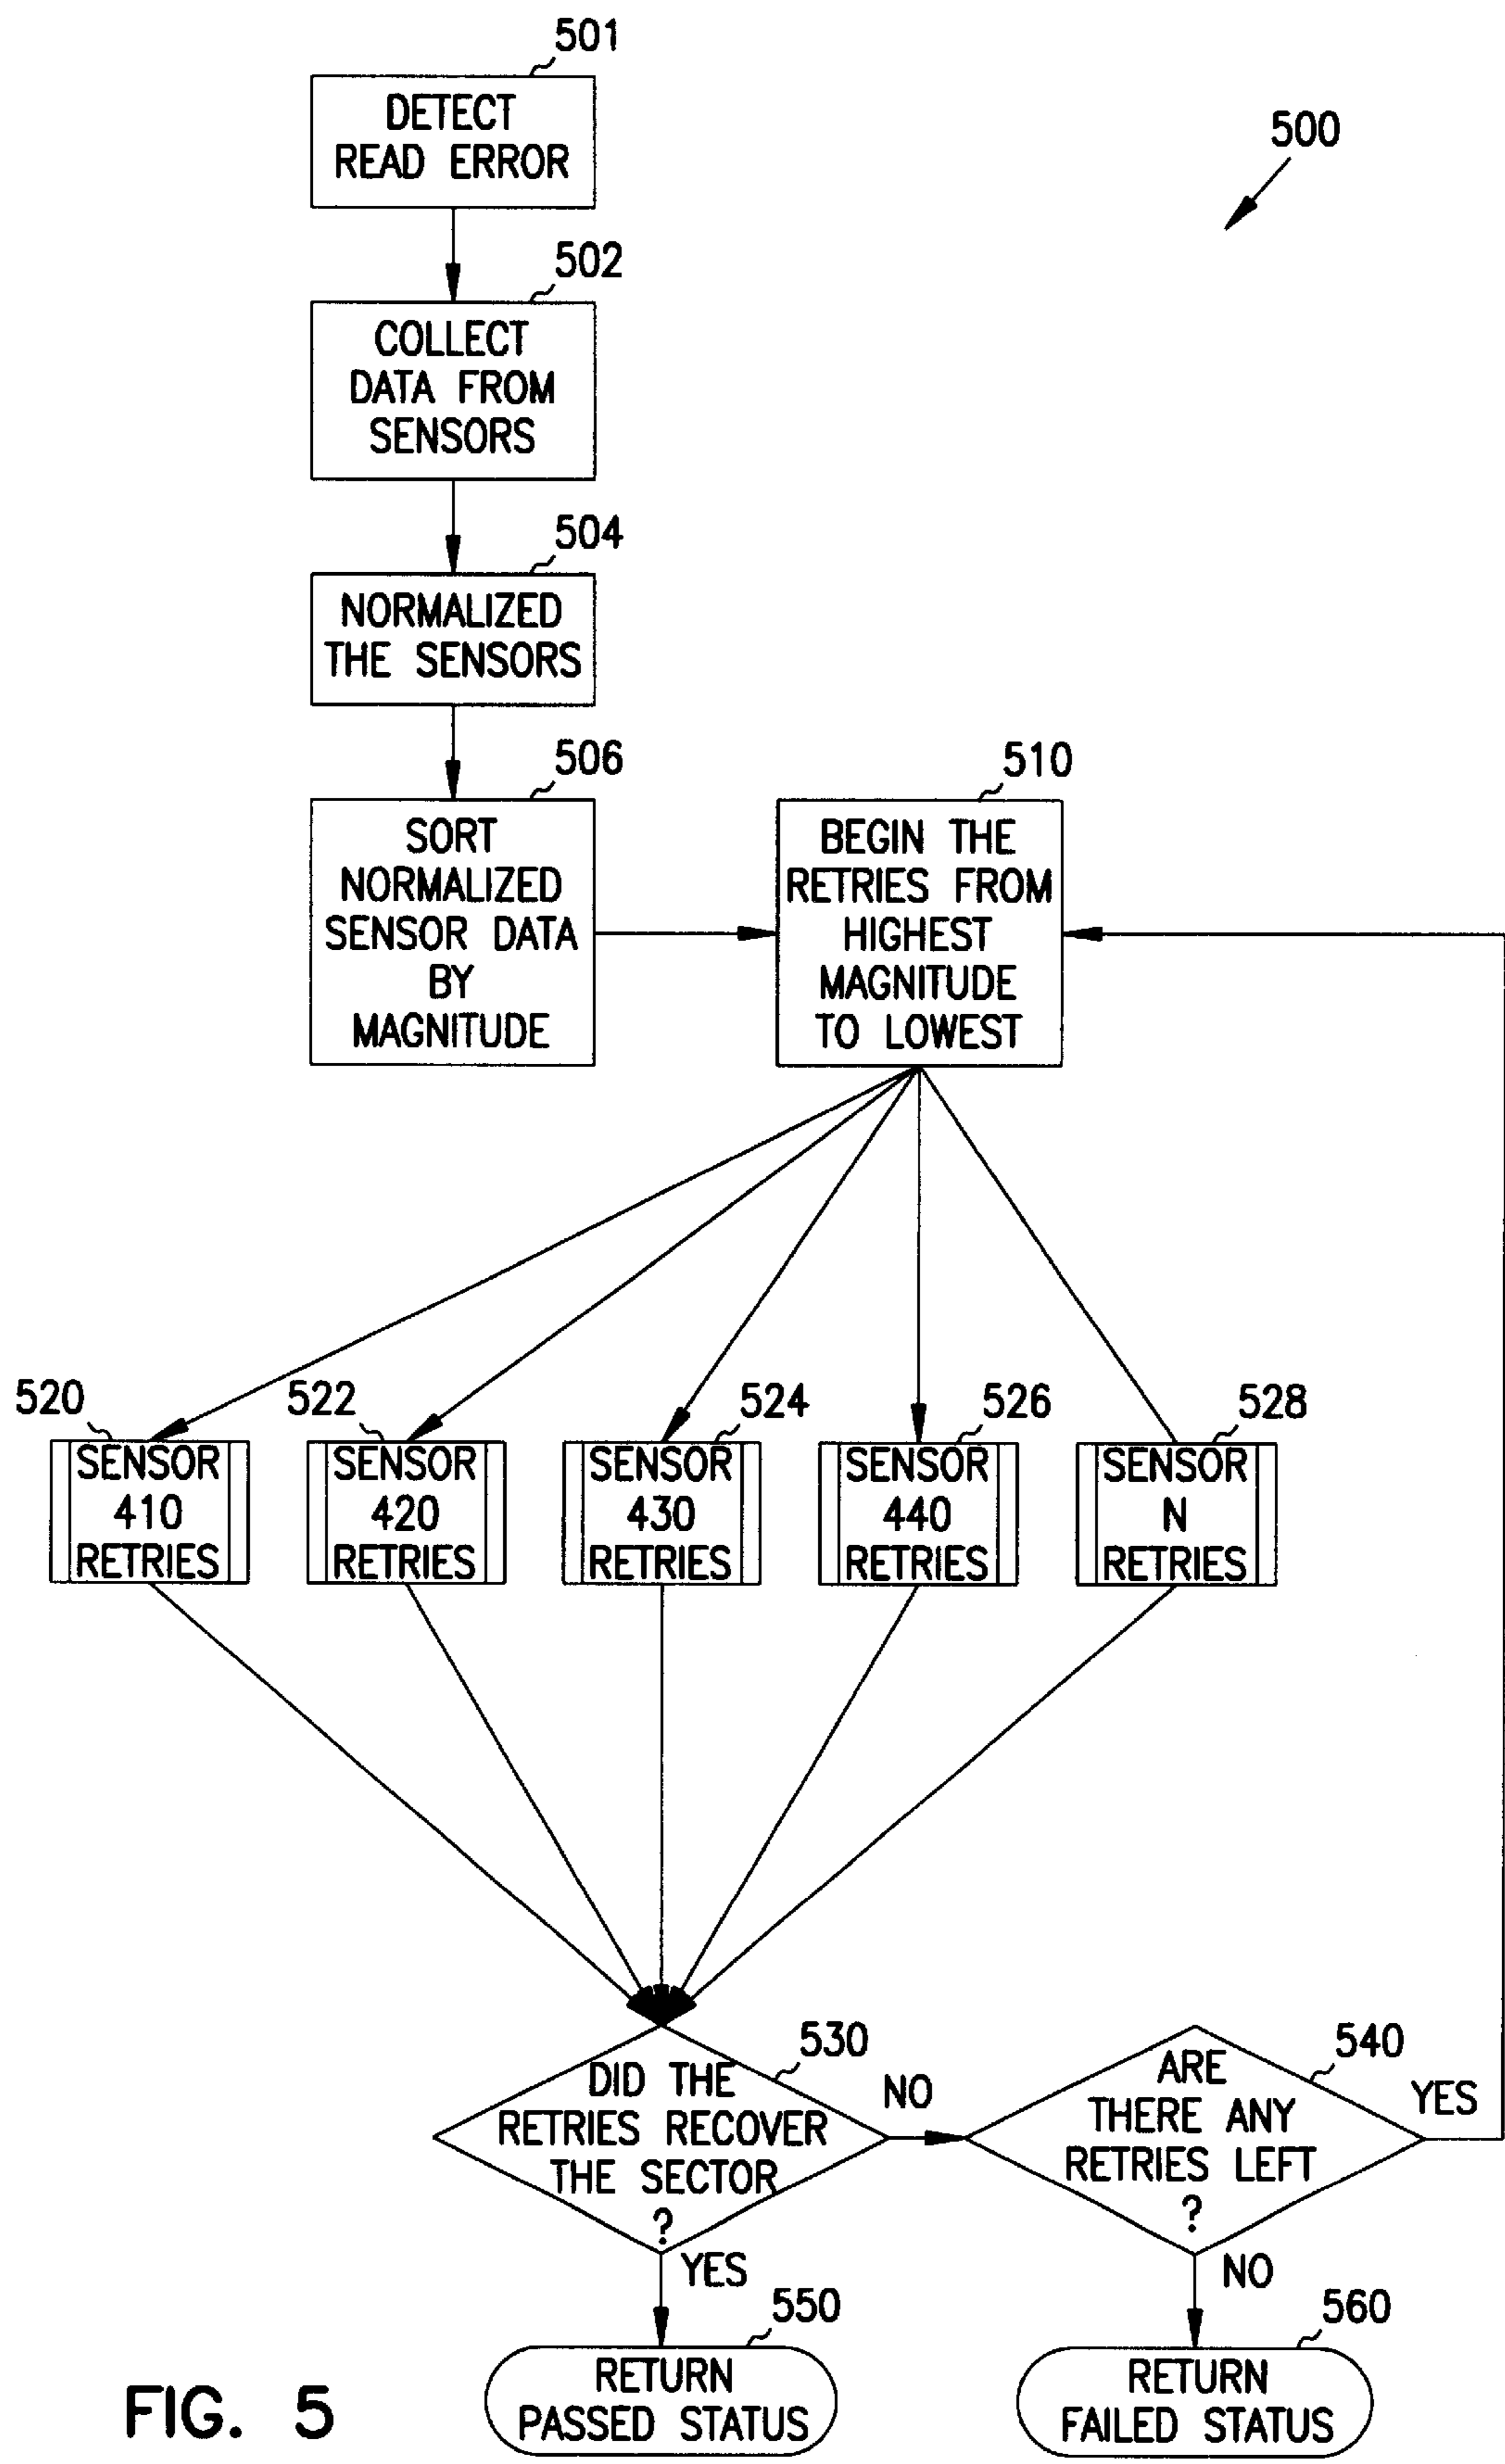 501
DETECT
READ ERROR
500
502
COLLECT
DATA FROM
SENSORS
504
NORMALIZED
THE SENSORS
506
SORT
NORMALIZED
SENSOR DATA
BY
MAGNITUDE
510
BEGIN THE
RETRIES FROM
HIGHEST
MAGNITUDE
TO LOWEST
520
SENSOR
410
RETRIES
522
SENSOR
420
RETRIES
524
SENSOR
430
RETRIES
526
SENSOR
440
RETRIES
528
SENSOR
N
RETRIES
530
DID THE
RETRIES RECOVER
THE SECTOR
?
NO
YES
540
ARE
THERE ANY
RETRIES LEFT
?
YES
NO
550
RETURN
PASSED STATUS
560
RETURN
FAILED STATUS
FIG. 5